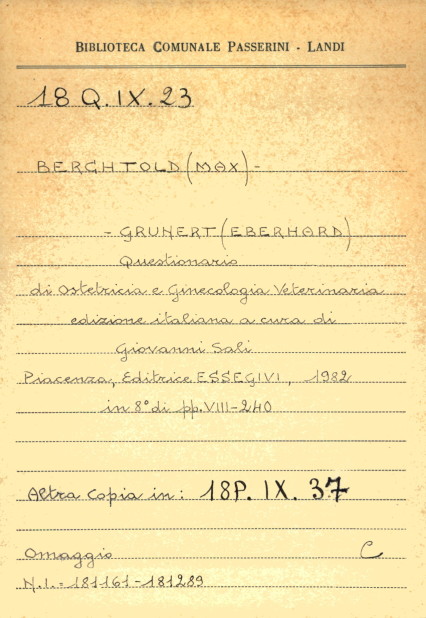 BIBLIOTECA COMUNALE PASSERINI - LANDI
18 Q. IX. 23
BERCHTOLD (MAX) -
- GRUNERT (EBERHARD)
Questionario
di Ostetricia e Ginecologia Veterinaria
edizione italiana a cura di
Giovanni Sali
Piacenza, Editrice ESSEGIVI, 1982
in 8° di pp. VIII-240
Altra copia in: 18P. IX. 37
Omaggio C
N.I. = 181161-181289